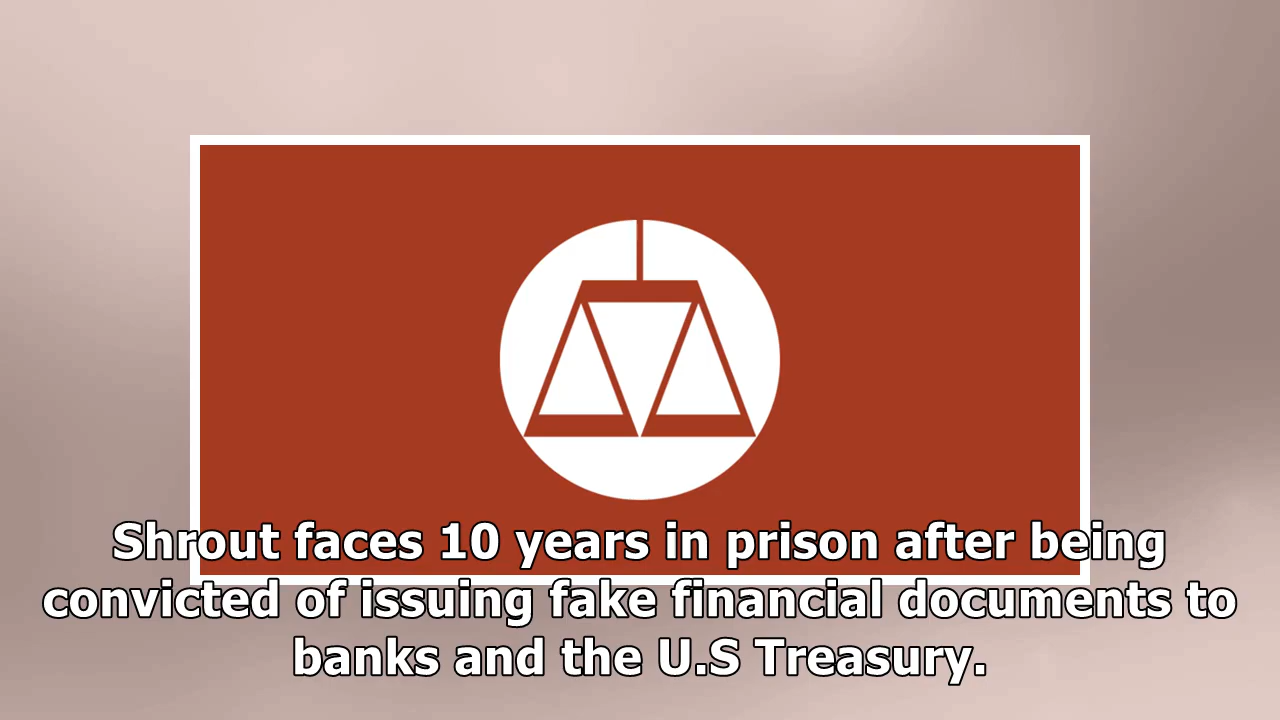 Shrout faces 10 years in prison after being
convicted of issuing fake financial documents to
banks and the U.S Treasury.